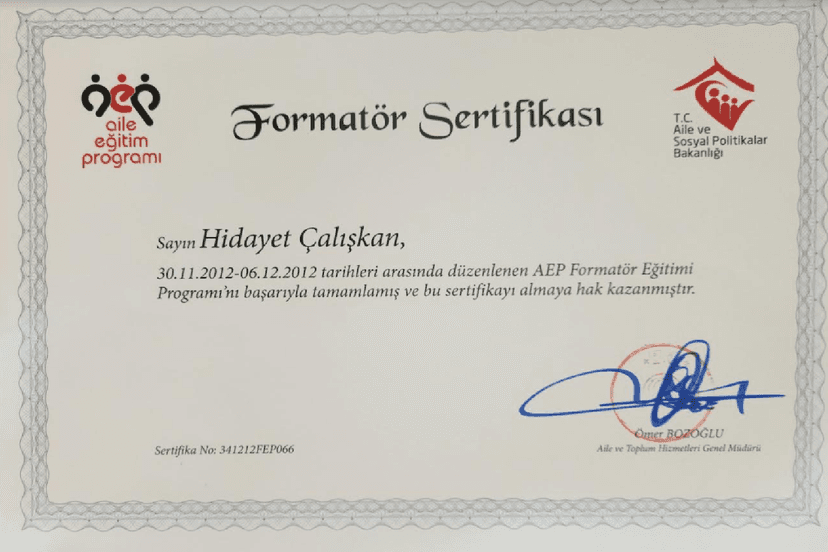 aep
aile
eğitim
programı
Formatör Sertifikası
T.C.
Aile ve
Sosyal Politikalar
Bakanlığı
Sayın Hidayet Çalışkan,
30.11.2012-06.12.2012 tarihleri arasında düzenlenen AEP Formatör Eğitimi
Programı'nı başarıyla tamamlamış ve bu sertifikayı almaya hak kazanmıştır.
Ömer BOZOĞLU
Aile ve Toplum Hizmetleri Genel Müdürü
Sertifika No: 341212FEP066